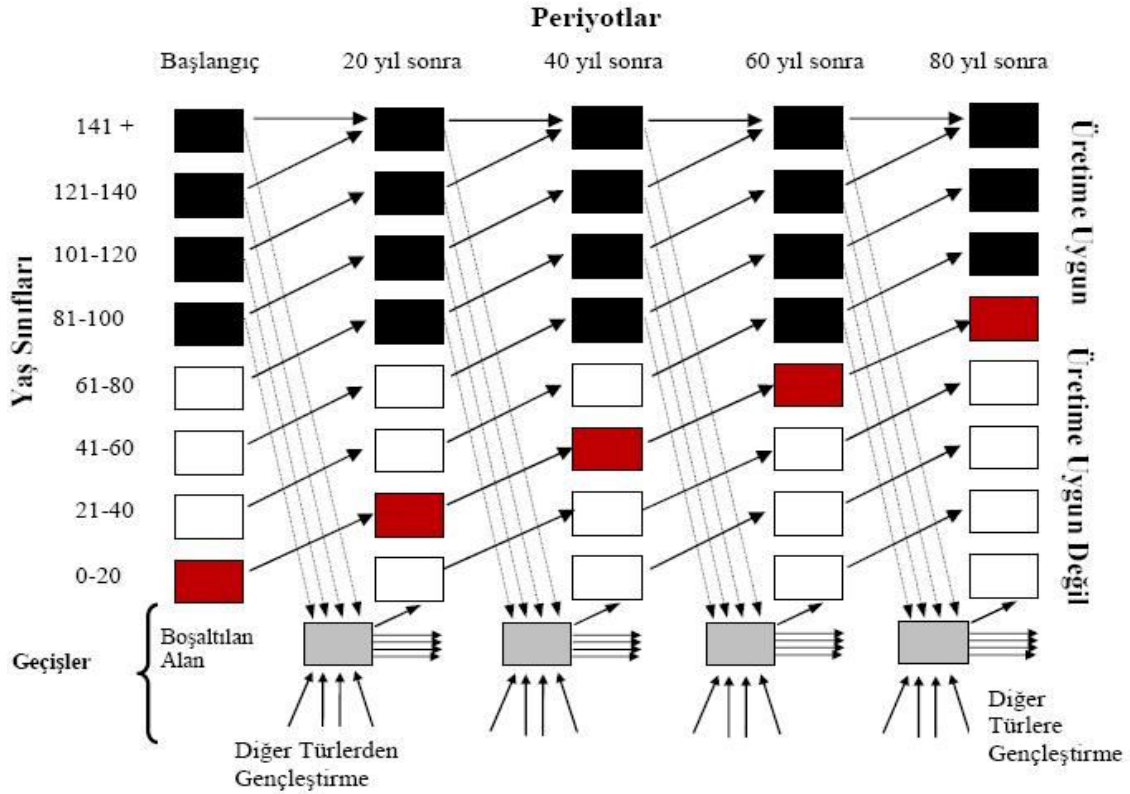 Periyotlar
Başlangıç
20 yıl sonra
40 yıl sonra
60 yıl sonra
80 yıl sonra
Yaş Sınıfları
141 +
121-140
101-120
81-100
61-80
41-60
21-40
0-20
Üretime Uygun
Üretime Uygun Değil
Geçişler
Boşaltılan
Alan
Diğer Türlerden
Gençleştirme
Diğer
Türlere
Gençleştirme